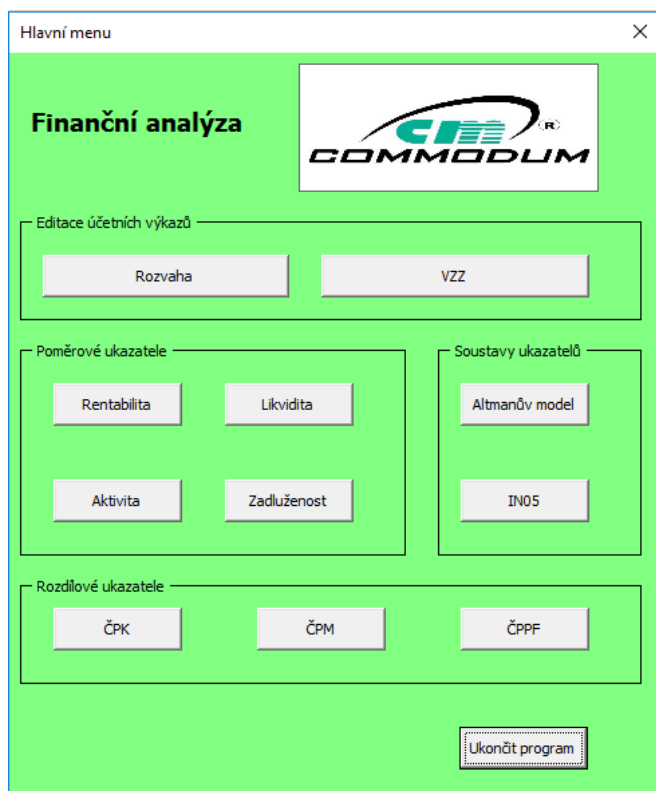 Hlavní menu
Finanční analýza
cm
®
COMMODUM
Editace účetních výkazů
Rozvaha
VZZ
Poměrové ukazatele
Soustavy ukazatelů
Rentabilita
Likvidita
Altmanův model
Aktivita
Zadluženost
IN05
Rozdílové ukazatele
ČPK
ČPM
ČPPF
Ukončit program